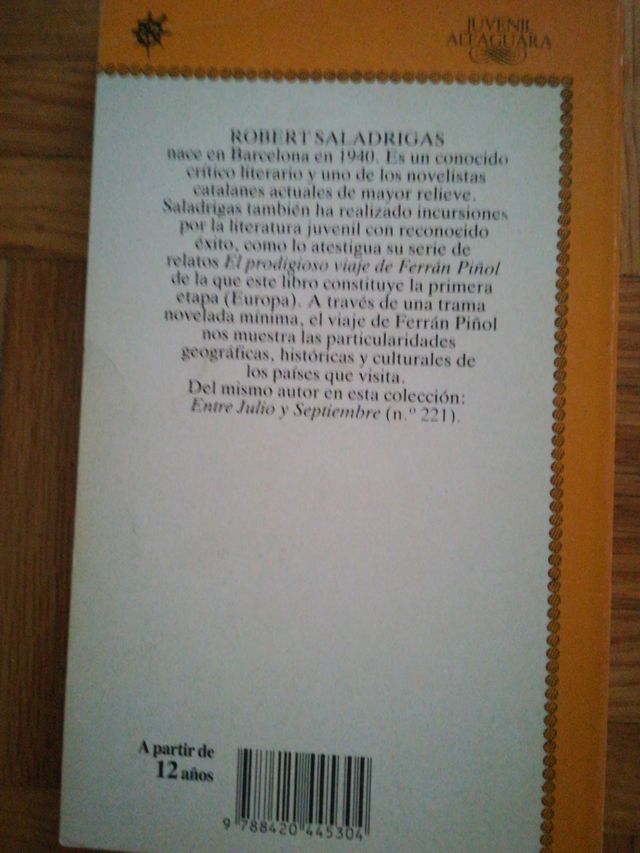 JUVENIL
ALFAGUARA
ROBERT SALADRIGAS
nace en Barcelona en 1940. Es un conocido
crítico literario y uno de los novelistas
catalanes actuales de mayor relieve.
Saladrigas también ha realizado incursiones
por la literatura juvenil con reconocido
éxito, como lo atestigua su serie de
relatos El prodigioso viaje de Ferrán Piñol
de la que este libro constituye la primera
etapa (Europa). A través de una trama
novelada mínima, el viaje de Ferrán Piñol
nos muestra las particularidades
geográficas, históricas y culturales de
los países que visita.
Del mismo autor en esta colección:
Entre Julio y Septiembre (n.º 221).
A partir de
12 años
9 788420 445304